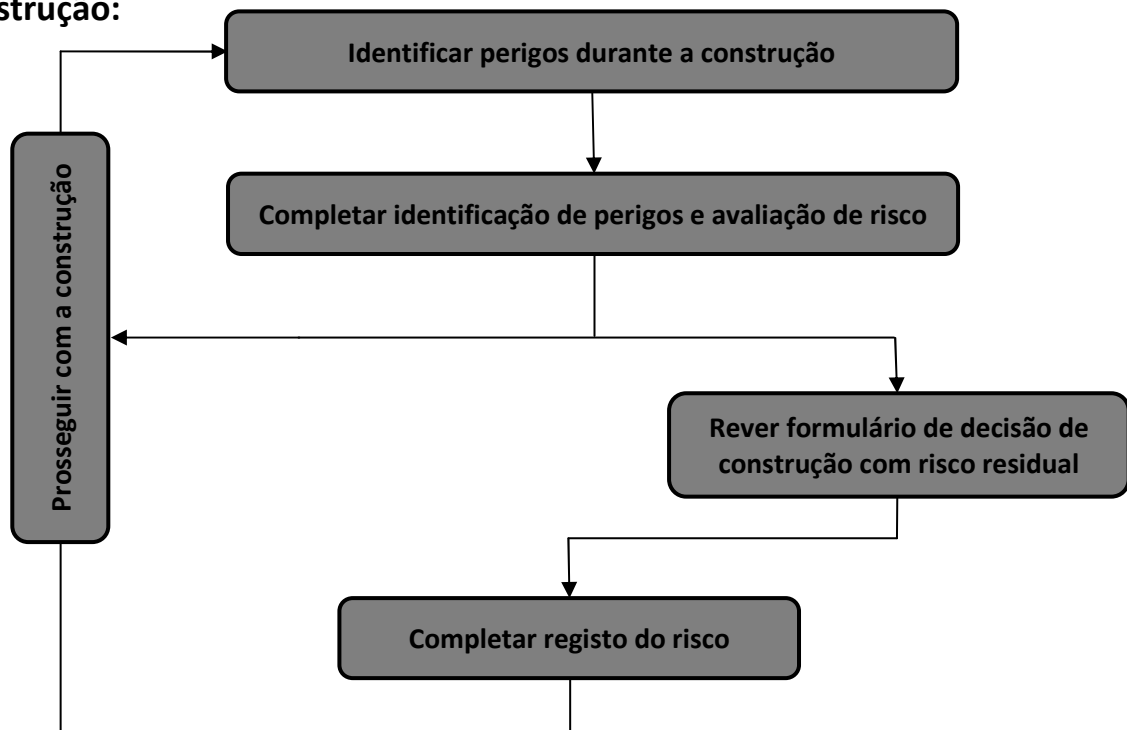 strução:
Identificar perigos durante a construção
Completar identificação de perigos e avaliação de risco
Prosseguir com a construção
Rever formulário de decisão de
construção com risco residual
Completar registo do risco